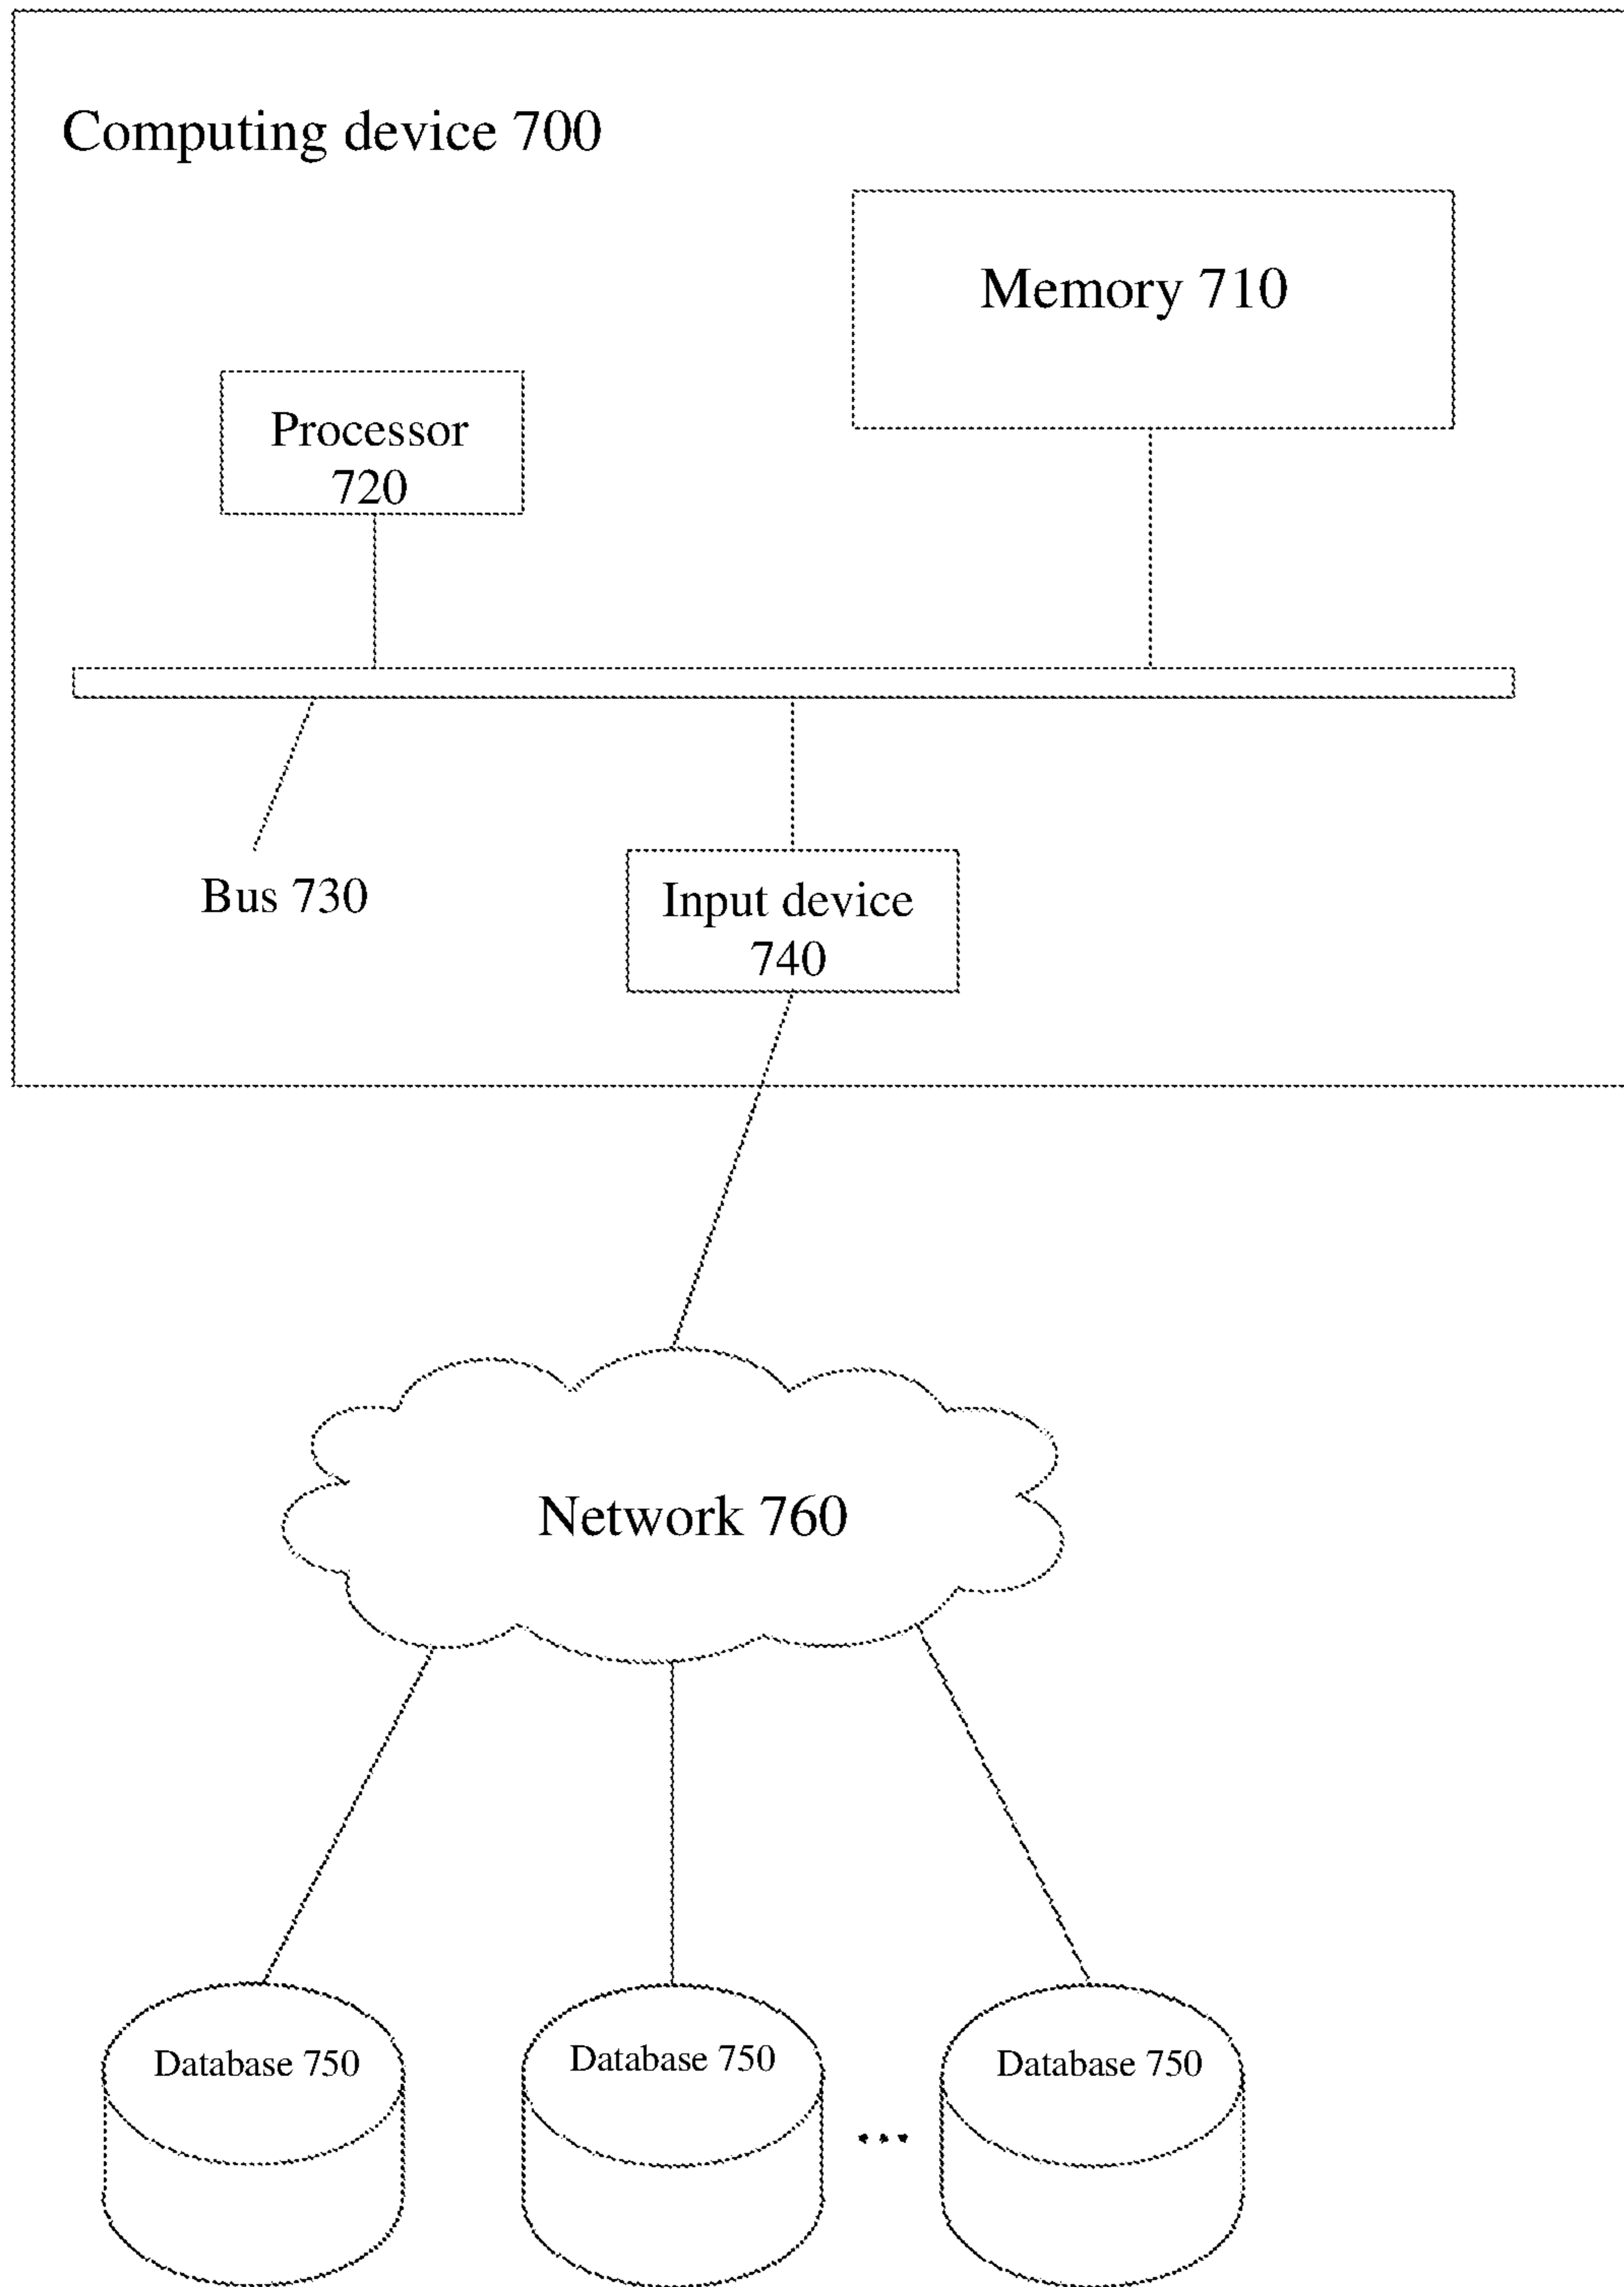 Computing device 700
Memory 710
Processor
720
Bus 730
Input device
740
Network 760
Database 750
Database 750
...
Database 750